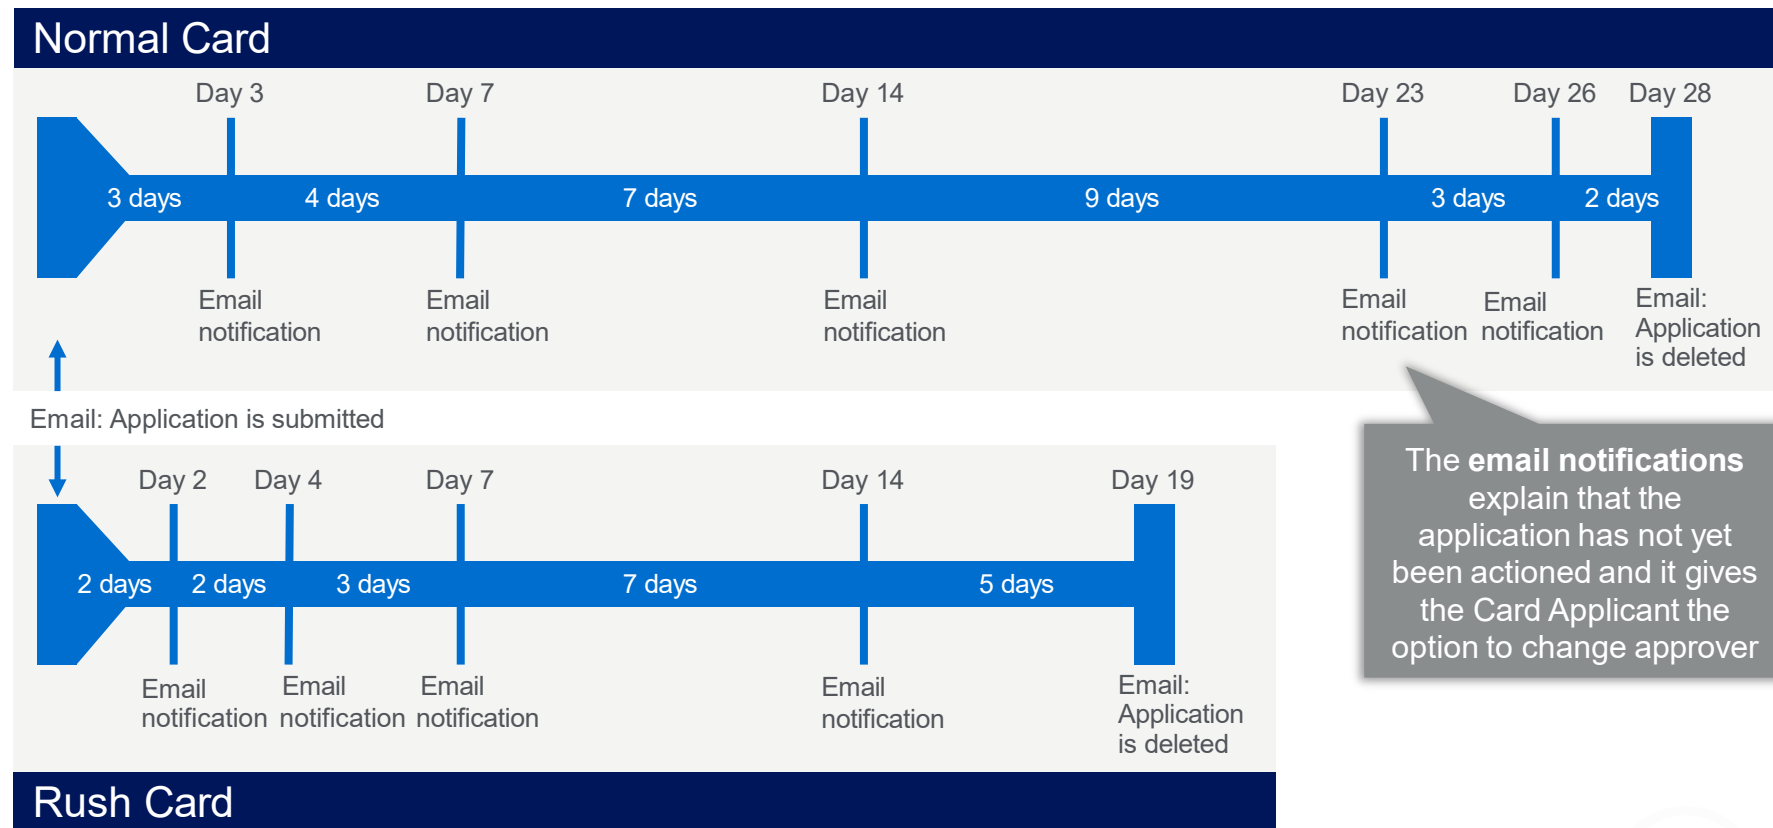 Normal Card
Day 3 Day 7 Day 14 Day 23 Day 26 Day 28
3 days 4 days 7 days 9 days 3 days 2 days
Email
notification
Email
notification
Email
notification
Email
notification
Email
notification
Email:
Application
is deleted
Email: Application is submitted
The email notifications
explain that the
application has not yet
been actioned and it gives
the Card Applicant the
option to change approver
Day 2 Day 4 Day 7 Day 14 Day 19
2 days 2 days 3 days 7 days 5 days
Email
notification
Email
notification
Email
notification
Email
notification
Email:
Application
is deleted
Rush Card